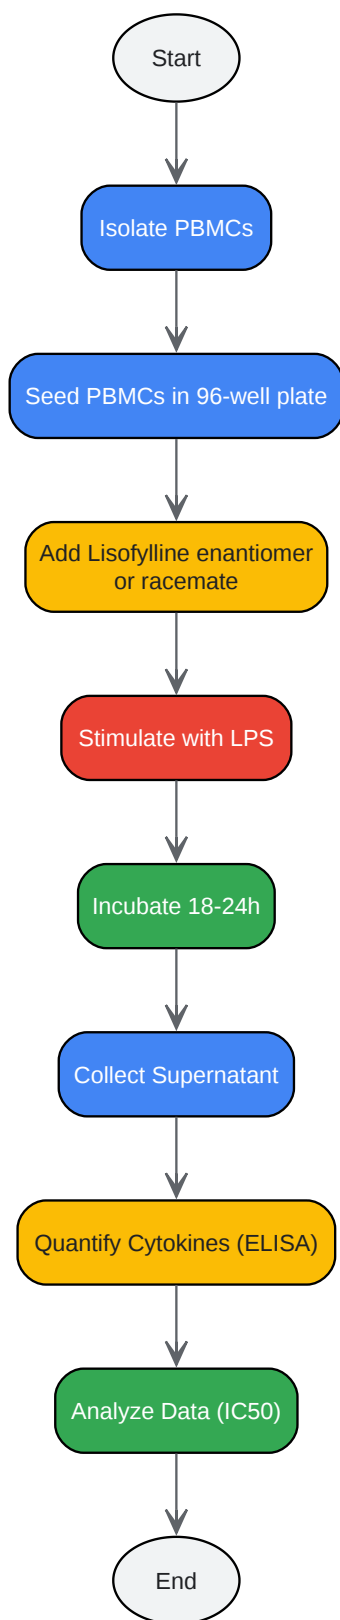 Start
Isolate PBMCs
Seed PBMCs in 96-well plate
Add Lisofylline enantiomer
or racemate
Stimulate with LPS
Incubate 18-24h
Collect Supernatant
Quantify Cytokines (ELISA)
Analyze Data (IC50)
End